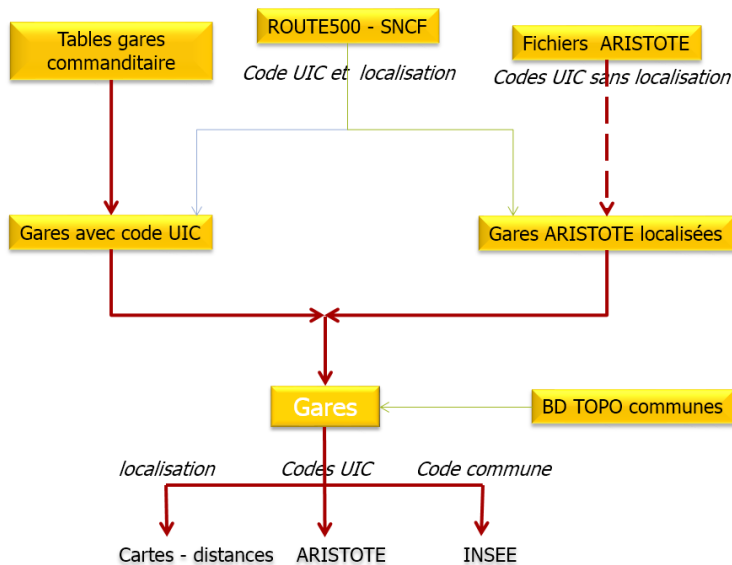 Tables gares
commanditaire
ROUTE500 - SNCF
Fichiers ARISTOTE
Code UIC et localisation
Codes UIC sans localisation
Gares avec code UIC
Gares ARISTOTE localisées
Gares
BD TOPO communes
localisation
Codes UIC
Code commune
Cartes - distances
ARISTOTE
INSEE